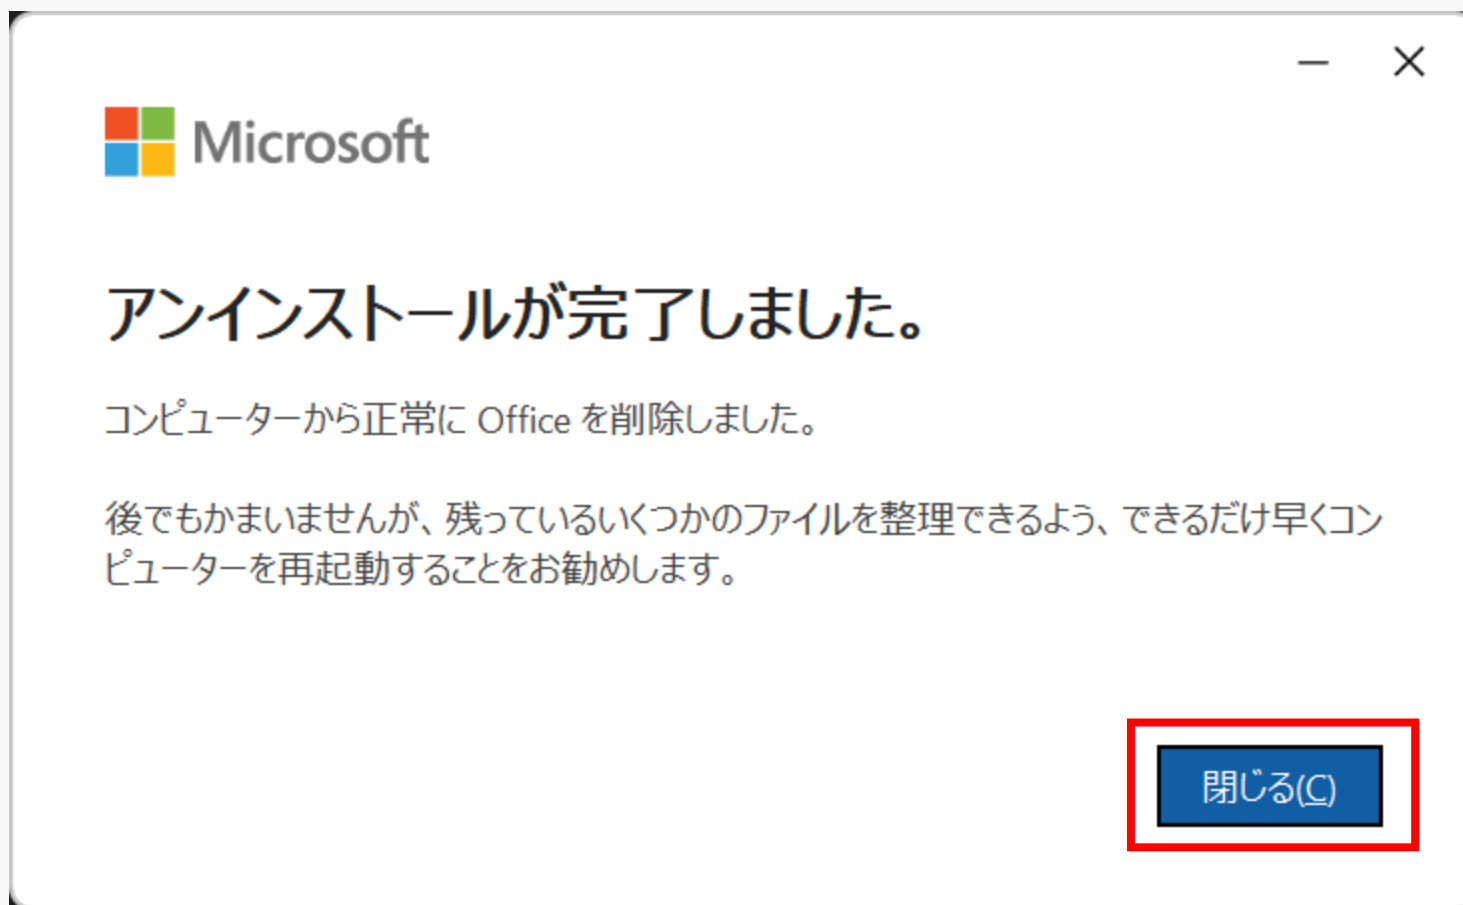 Microsoft
アンインストールが完了しました。
コンピューターから正常に Office を削除しました。
後でもかまいませんが、残っているいくつかのファイルを整理できるよう、できるだけ早くコン
ピューターを再起動することをお勧めします。
閉じる(C)